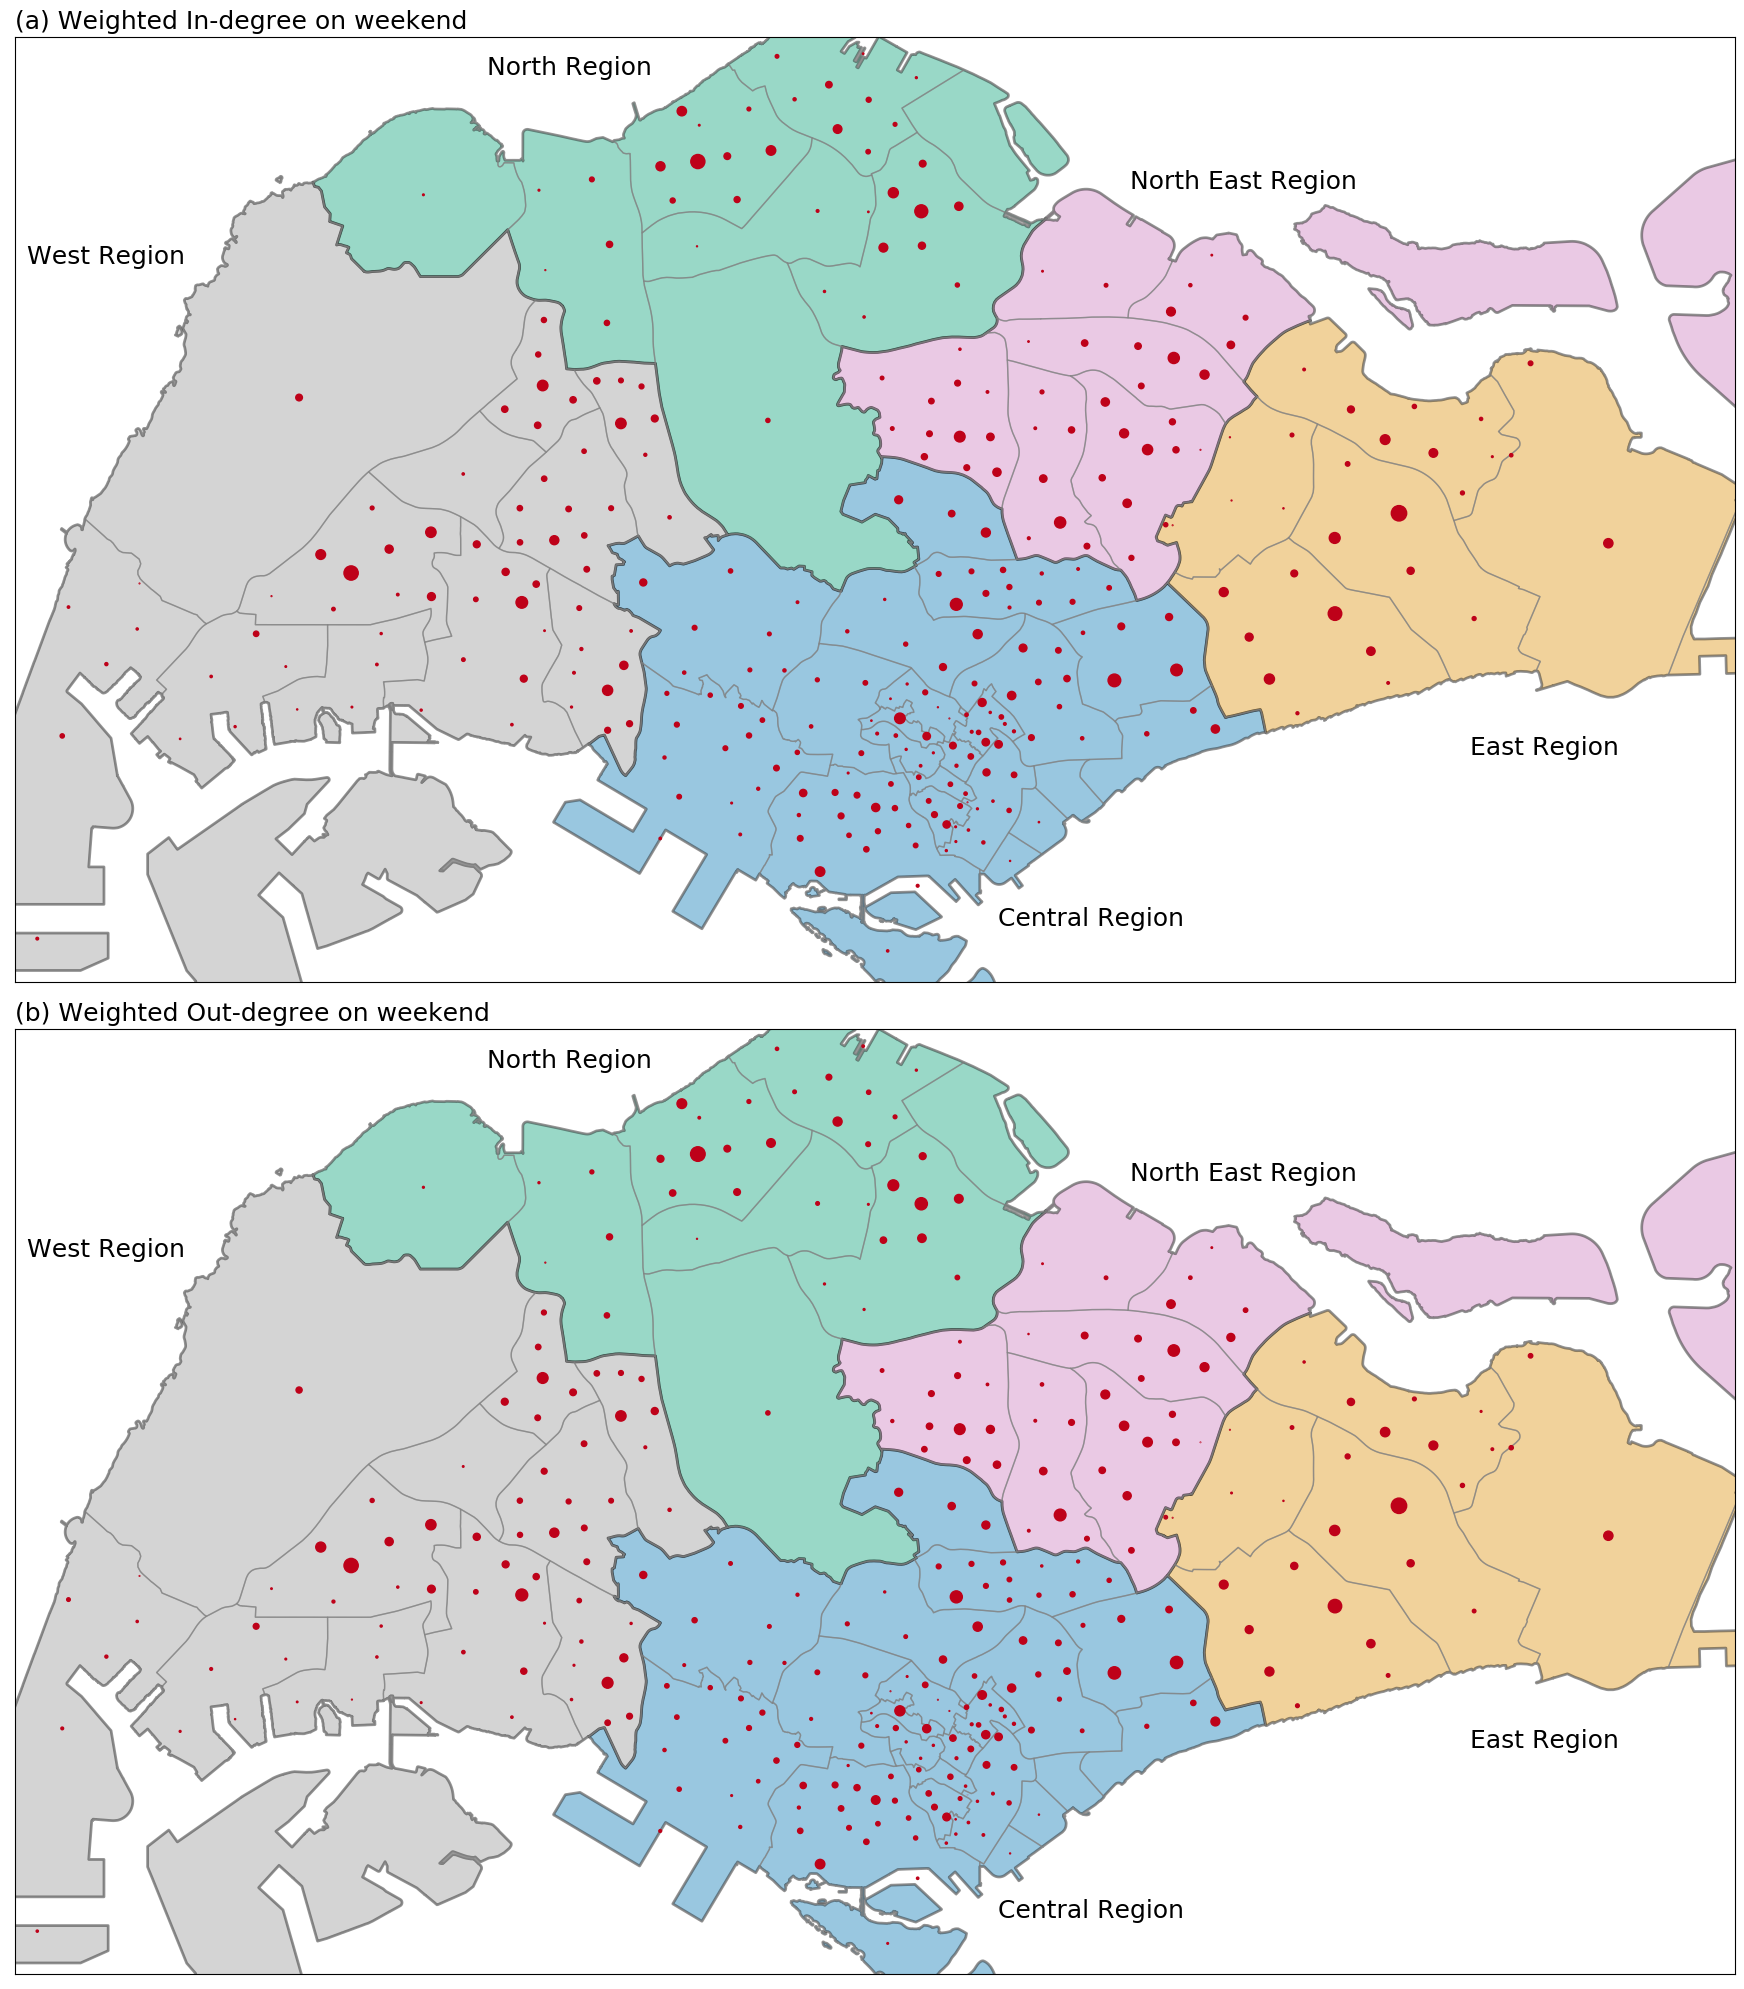 (a) Weighted In-degree on weekend
North Region
North East Region
West Region
East Region
Central Region
(b) Weighted Out-degree on weekend
North Region
North East Region
West Region
East Region
Central Region